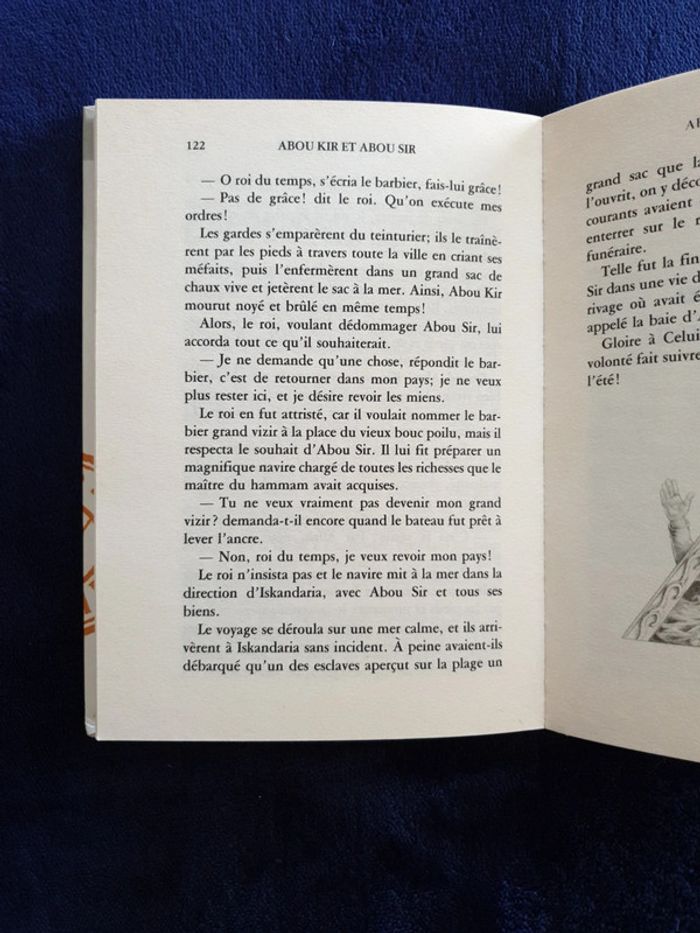 122
ABOU KIR ET ABOU SIR
— O roi du temps, s'écria le barbier, fais-lui grâce!
— Pas de grâce! dit le roi. Qu'on exécute mes
ordres!
Les gardes s'emparèrent du teinturier; ils le traînè-
rent par les pieds à travers toute la ville en criant ses
méfaits, puis l'enfermèrent dans un grand sac de
chaux vive et jetèrent le sac à la mer. Ainsi, Abou Kir
mourut noyé et brûlé en même temps!
Alors, le roi, voulant dédommager Abou Sir, lui
accorda tout ce qu'il souhaiterait.
— Je ne demande qu'une chose, répondit le bar-
bier, c'est de retourner dans mon pays; je ne veux
plus rester ici, et je désire revoir les miens.
Le roi en fut attristé, car il voulait nommer le bar-
bier grand vizir à la place du vieux bouc poilu, mais il
respecta le souhait d'Abou Sir. Il lui fit préparer un
magnifique navire chargé de toutes les richesses que le
maître du hammam avait acquises.
— Tu ne veux vraiment pas devenir mon grand
vizir? demanda-t-il encore quand le bateau fut prêt à
lever l'ancre.
— Non, roi du temps, je veux revoir mon pays!
Le roi n'insista pas et le navire mit à la mer dans la
direction d'Iskandaria, avec Abou Sir et tous ses
biens.
Le voyage se déroula sur une mer calme, et ils arri-
vèrent à Iskandaria sans incident. À peine avaient-ils
débarqué qu'un des esclaves aperçut sur la plage un
grand sac que
l'ouvrit, on y
courants avaient
enterrer sur le
funéraire.
Telle fut la fin
Sir dans une vie
rivage où avait
appelé la baie
Gloire à Celui
volonté fait suivre
l'été!